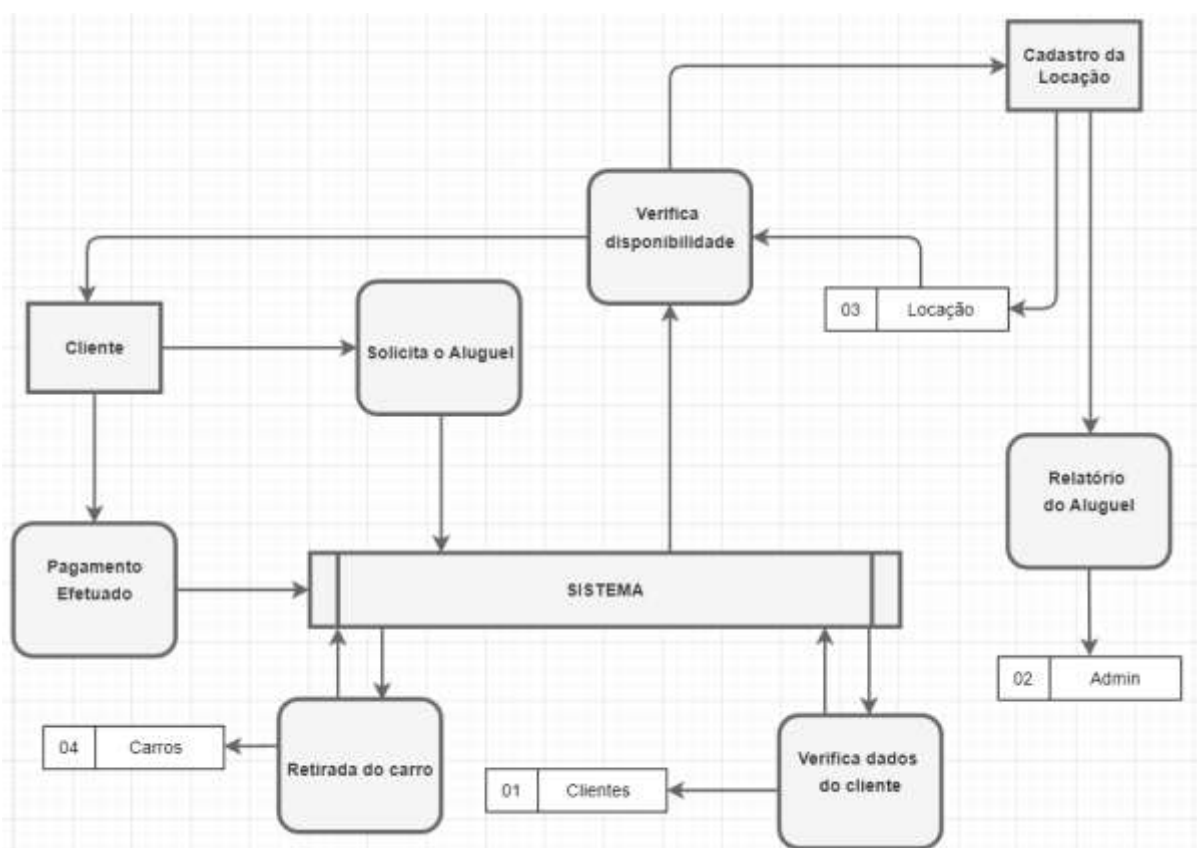 Cadastro da
Locação
Verifica
disponibilidade
03 Locação
Cliente
Solicita o Aluguel
Relatório
do Aluguel
Pagamento
Efetuado
SISTEMA
02 Admin
04 Carros
Retirada do carro
Verifica dados
do cliente
01 Clientes